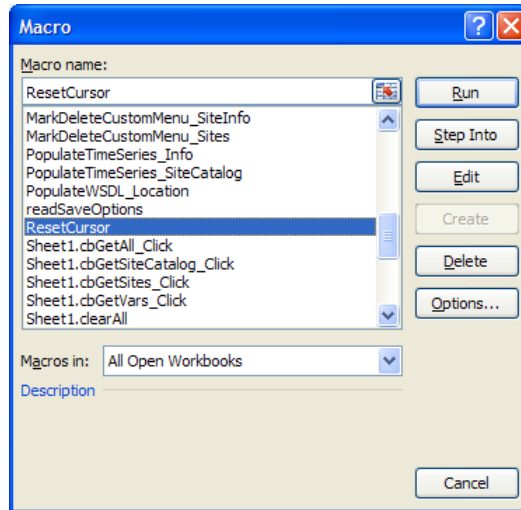 Macro
Macro name:
ResetCursor
Run
MarkDeleteCustomMenu_SiteInfo
MarkDeleteCustomMenu_Sites
PopulateTimeSeries_Info
PopulateTimeSeries_SiteCatalog
PopulateWSDL_Location
readSaveOptions
ResetCursor
Sheet1.cbGetAll_Click
Sheet1.cbGetSiteCatalog_Click
Sheet1.cbGetSites_Click
Sheet1.cbGetVars_Click
Sheet1.clearAll
Step Into
Edit
Create
Delete
Options...
Macros in: All Open Workbooks
Description
Cancel